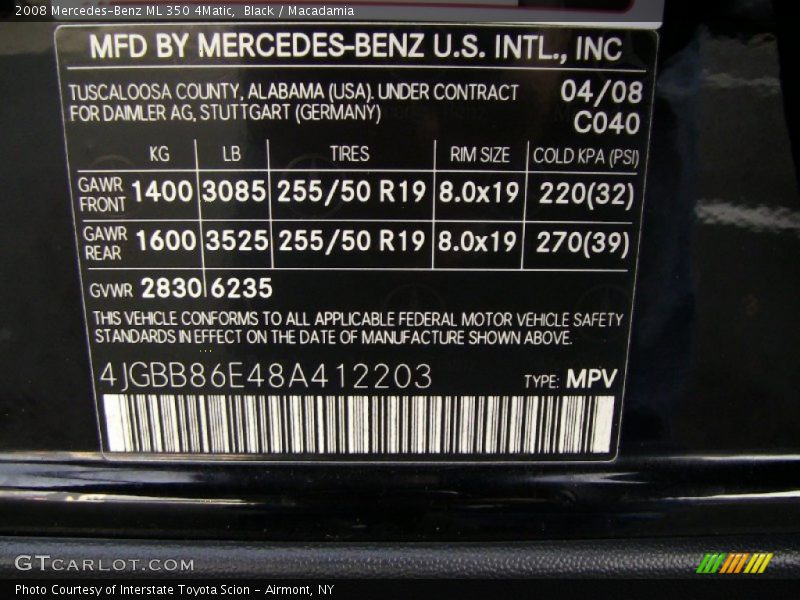 2008 Mercedes-Benz ML 350 4Matic, Black / Macadamia
MFD BY MERCEDES-BENZ U.S. INTL., INC
TUSCALOOSA COUNTY, ALABAMA (USA). UNDER CONTRACT 04/08
FOR DAIMLER AG, STUTTGART (GERMANY) C040
KG LB TIRES RIM SIZE COLD KPA (PSI)
GAWR FRONT 1400 3085 255/50 R19 8.0x19 220(32)
GAWR REAR 1600 3525 255/50 R19 8.0x19 270(39)
GVWR 2830 6235
THIS VEHICLE CONFORMS TO ALL APPLICABLE FEDERAL MOTOR VEHICLE SAFETY
STANDARDS IN EFFECT ON THE DATE OF MANUFACTURE SHOWN ABOVE.
4JGBB86E48A412203 TYPE: MPV
GTCARLOT.COM
Photo Courtesy of Interstate Toyota Scion - Airmont, NY